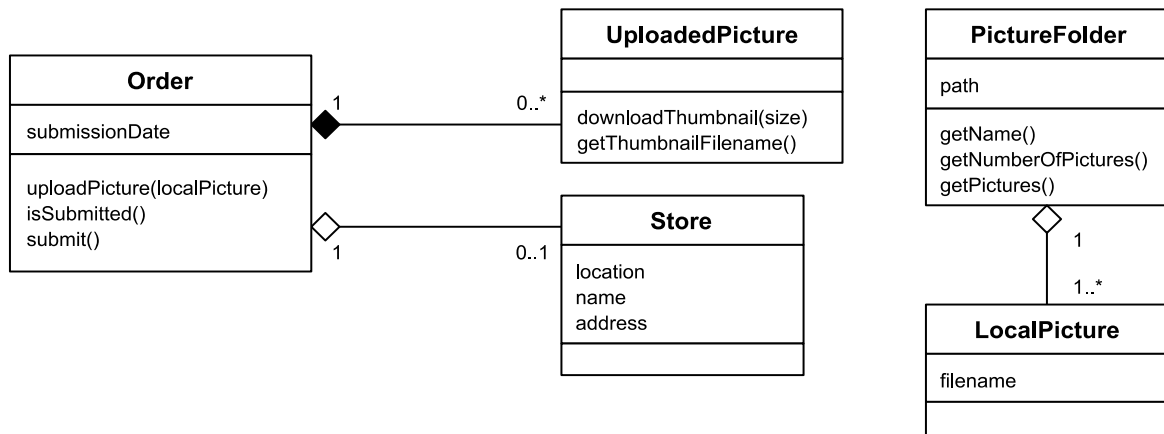 Order
submissionDate
uploadPicture(localPicture)
isSubmitted()
submit()
1
0..*
1
0..1
UploadedPicture
downloadThumbnail(size)
getThumbnailFilename()
Store
location
name
address
PictureFolder
path
getName()
getNumberOfPictures()
getPictures()
1
1..*
LocalPicture
filename